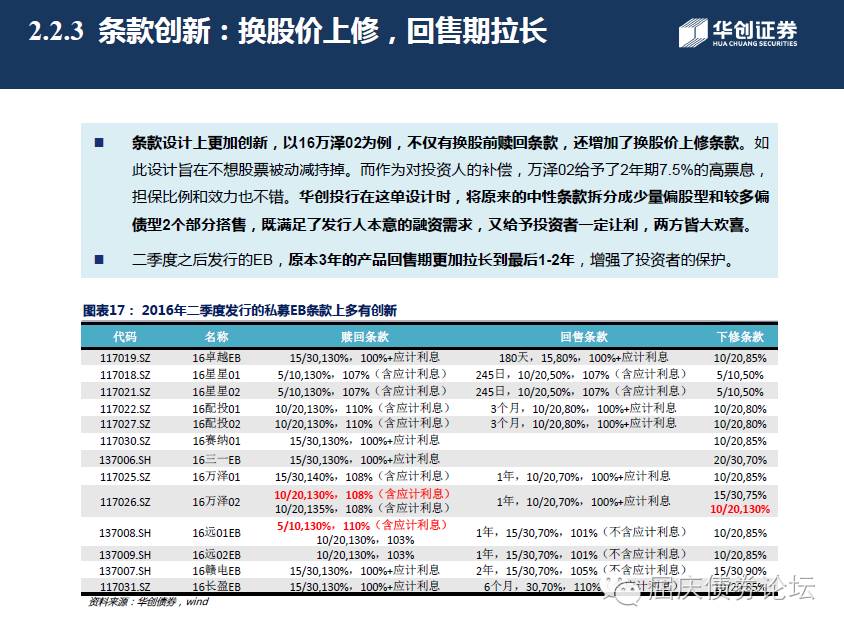 2.2.3 条款创新：换股价上修，回售期拉长
华创证券
HUA CHUANG SECURITIES
■ 条款设计上更加创新，以16万泽02为例，不仅有换股前赎回条款，还增加了换股价上修条款。如
此设计旨在不想股票被动减持掉。而作为对投资人的补偿，万泽02给予了2年期7.5%的高票息，
担保比例和效力也不错。华创投行在这单设计时，将原来的中性条款拆分成少量偏股型和较多偏
债型2个部分搭售，既满足了发行人本意的融资需求，又给予投资者一定让利，两方皆大欢喜。
■ 二季度之后发行的EB，原本3年的产品回售期更加拉长到最后1-2年，增强了投资者的保护。
图表17： 2016年二季度发行的私募EB条款上多有创新
代码 名称 赎回条款 回售条款 下修条款
117019.SZ 16卓越EB 15/30,130%，100%+应计利息 180天，15,80%，100%+应计利息 10/20,85%
117018.SZ 16星星01 5/10,130%，107%（含应计利息） 245日，10/20,50%，107%（含应计利息） 5/10,50%
117021.SZ 16星星02 5/10,130%，107%（含应计利息） 245日，10/20,50%，107%（含应计利息） 5/10,50%
117022.SZ 16配投01 10/20,130%，110%（含应计利息） 3个月，10/20,80%，100%+应计利息 10/20,80%
117027.SZ 16配投02 10/20,130%，110%（含应计利息） 3个月，10/20,80%，100%+应计利息 10/20,80%
117030.SZ 16赛纳01 15/30,130%，100%+应计利息 10/20,85%
137006.SH 16三一EB 15/30,130%，100%+应计利息 20/30,70%
117025.SZ 16万泽01 15/30,140%，108%（含应计利息） 1年，10/20,70%，100%+应计利息 10/20,85%
10/20,130%，108%（含应计利息） 15/30,75%
117026.SZ 16万泽02 1年，10/20,70%，100%+应计利息
10/20,135%，108%（含应计利息） 10/20,130%
5/10,130%，110%（含应计利息）
137008.SH 16远01EB 1年，15/30,70%，101%（不含应计利息） 10/20,85%
10/20,130%，103%
137009.SH 16远02EB 10/20,130%，103% 1年，15/30,70%，101%（不含应计利息） 10/20,85%
137007.SH 16赣电EB 15/30,130%，100%+应计利息 2年，15/30,70%，105%（不含应计利息） 15/30,90%
117031.SZ 16长盈EB 15/30,130%，100%+应计利息 6个月，30,70%，110% 计利息） 10/20,85%
资料来源：华创债券，wind
屈庆债券论坛